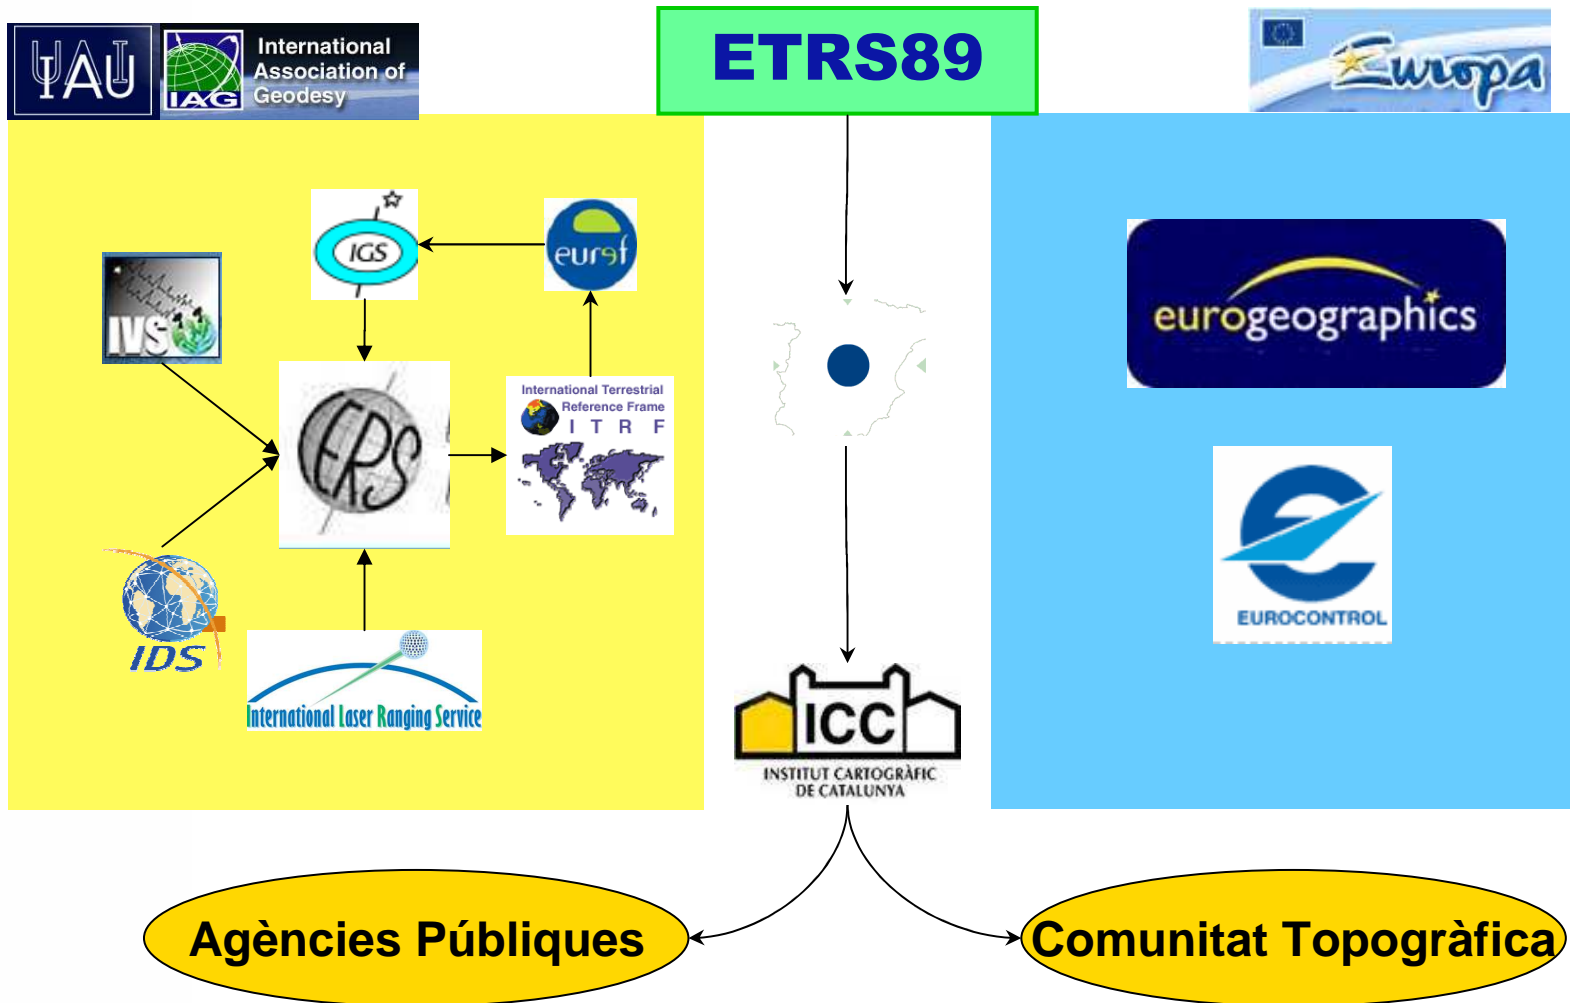 IAU
IAG
International
Association of
Geodesy
ETRS89
Europa
IGS
euref
IVS
IERS
International Terrestrial
Reference Frame
I T R F
IDS
International Laser Ranging Service
eurogeographics
EUROCONTROL
ICC
INSTITUT CARTOGRÀFIC
DE CATALUNYA
Agències Públiques
Comunitat Topogràfica